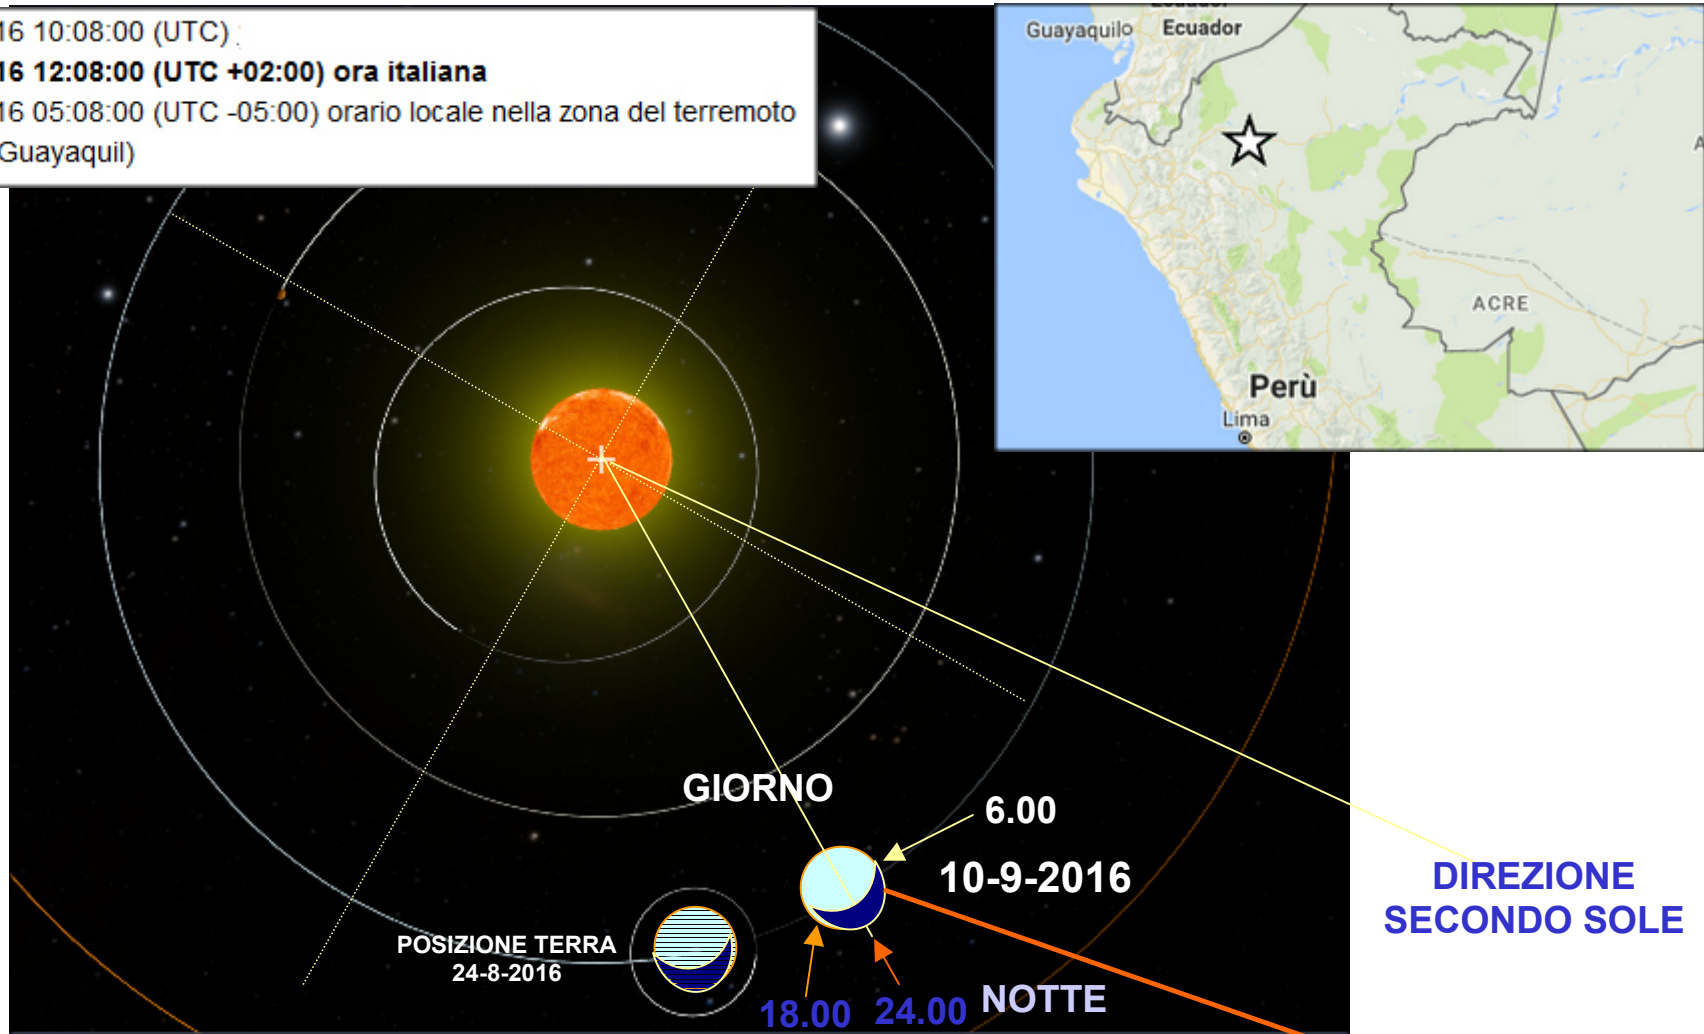 16 10:08:00 (UTC)
16 12:08:00 (UTC +02:00) ora italiana
16 05:08:00 (UTC -05:00) orario locale nella zona del terremoto
Guayaquil)
Guayaquil
Ecuador
ACRE
Perù
Lima
GIORNO
6.00
10-9-2016
DIREZIONE
SECONDO SOLE
POSIZIONE TERRA
24-8-2016
18.00
24.00
NOTTE